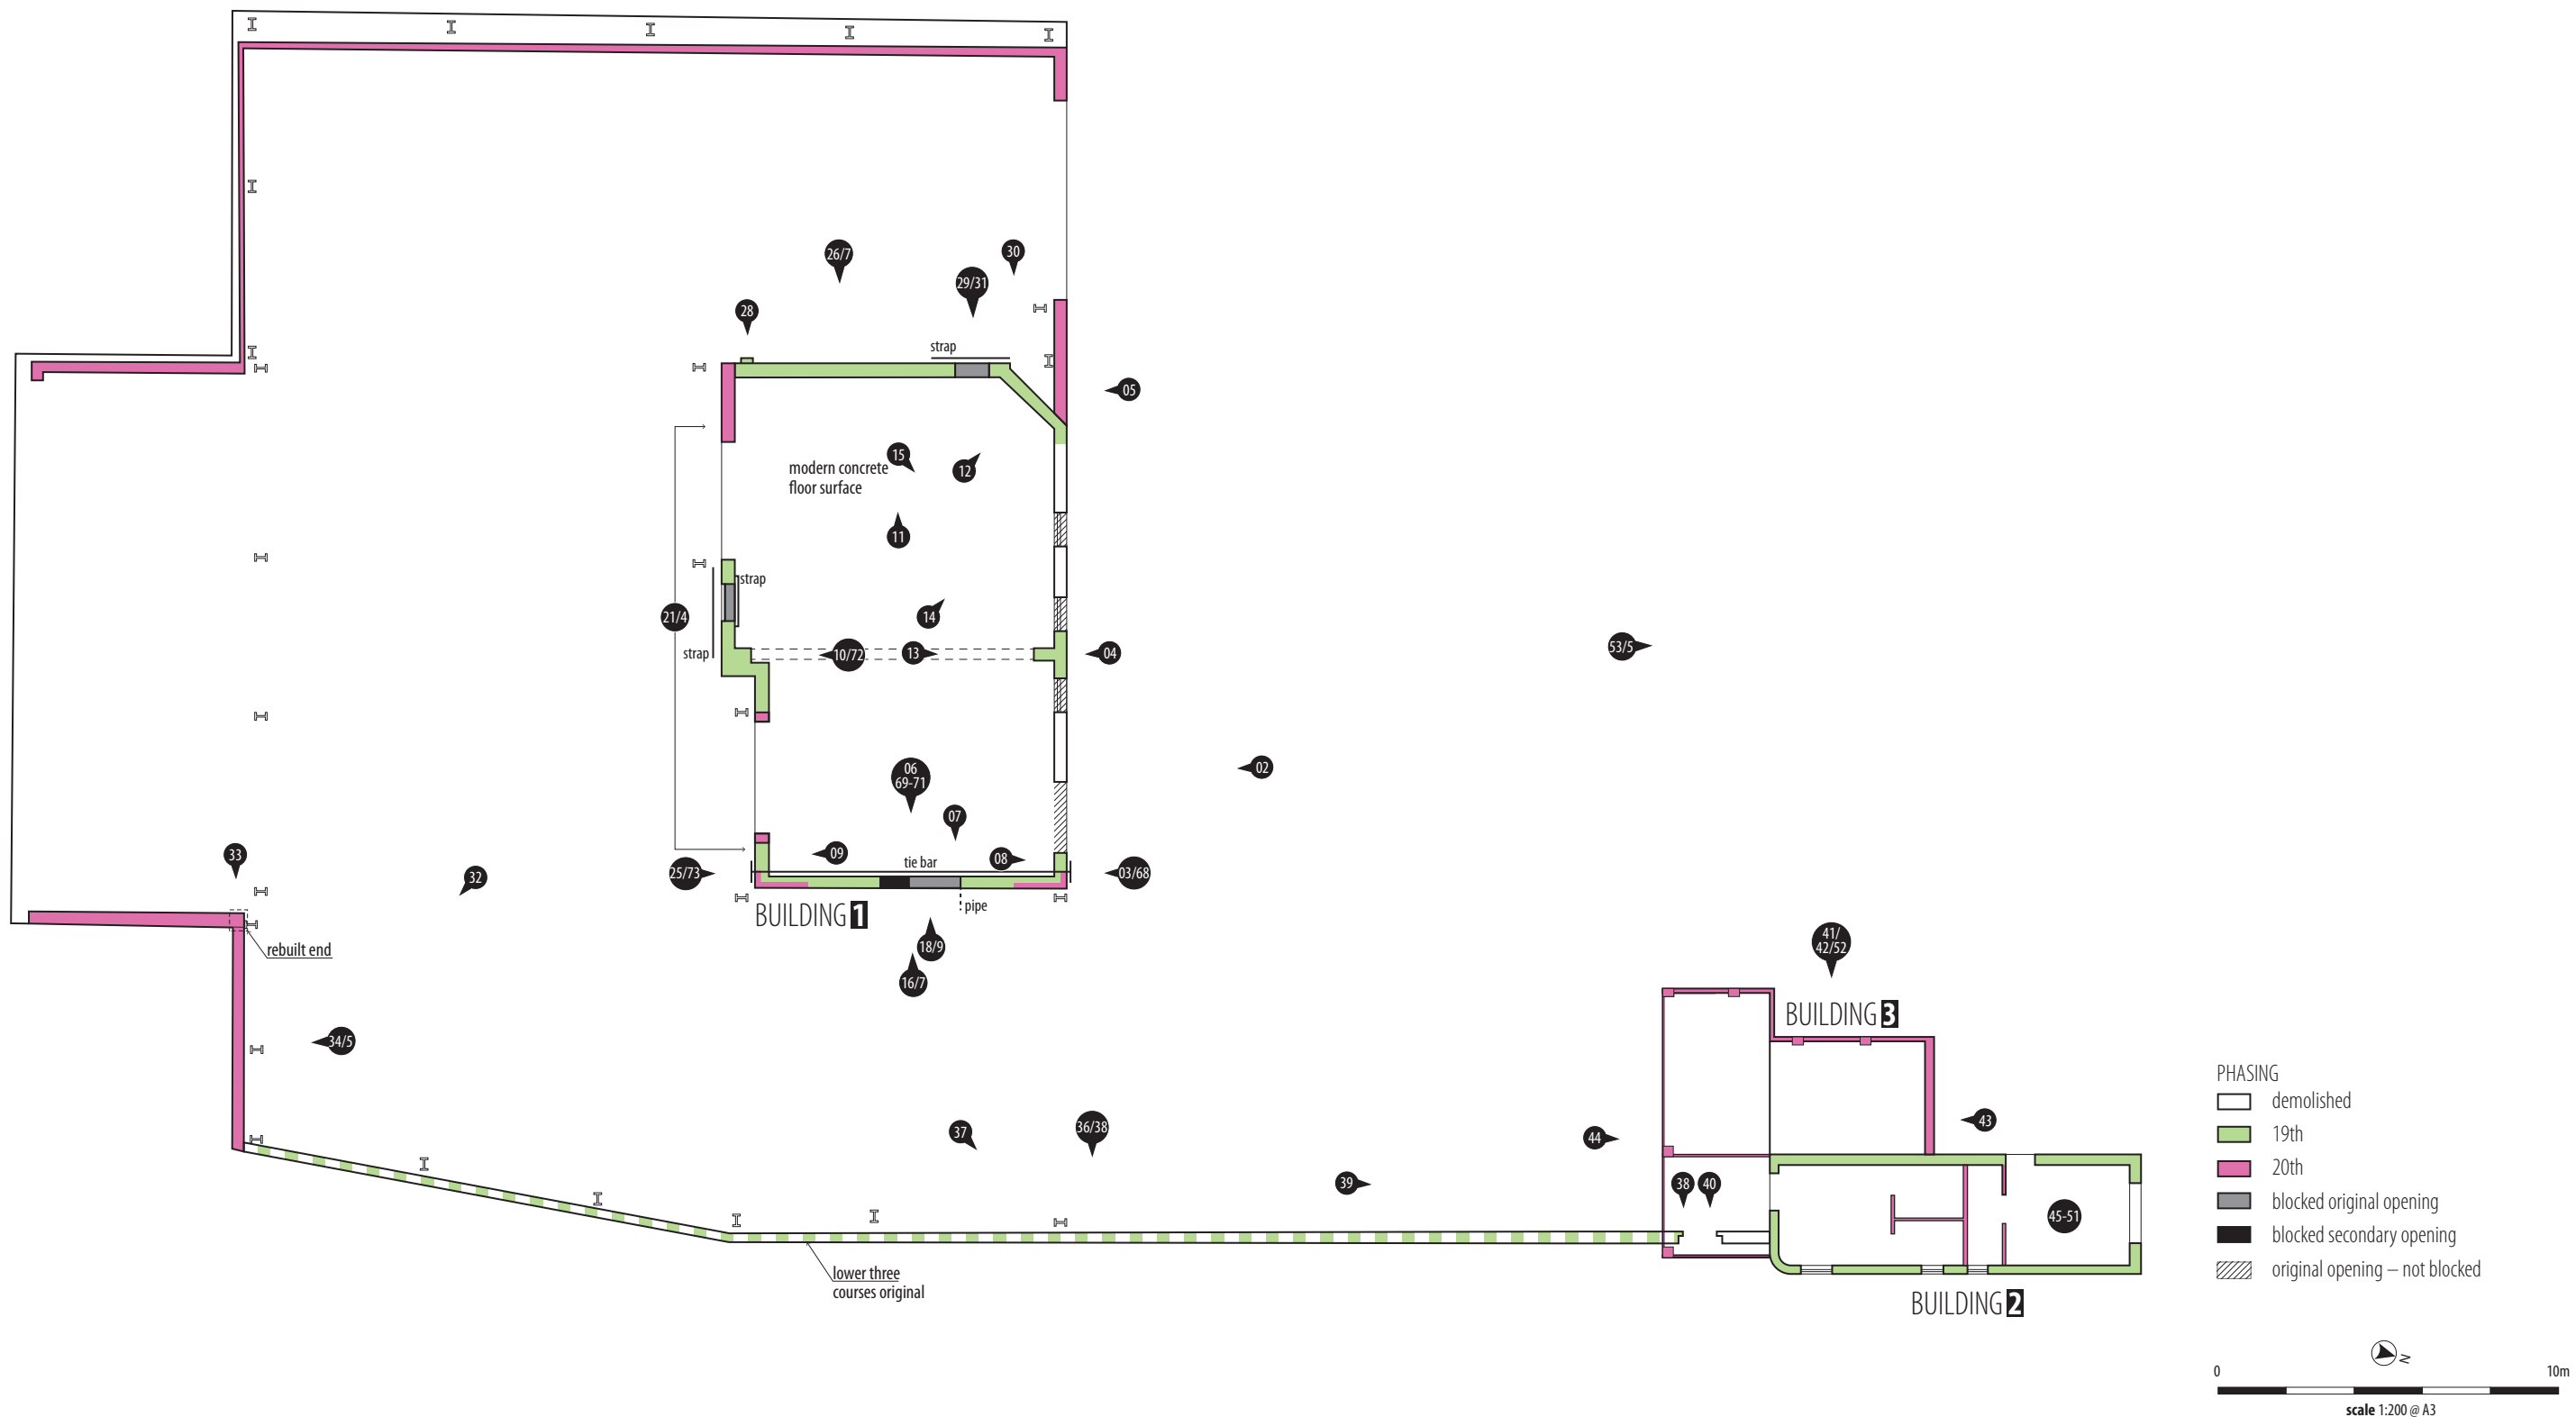 26/7
30
29/31
28
strap
05
15
12
modern concrete
floor surface
11
strap
21/4
14
strap
10/72
13
04
53/5
02
06
69-71
07
33
09
08
32
25/73
tie bar
03/68
BUILDING 1
pipe
rebuilt end
18/9
16/7
41/
42/52
34/5
BUILDING 3
37
36/38
44
43
39
38
40
45-51
lower three
courses original
BUILDING 2
PHASING
demolished
19th
20th
blocked original opening
blocked secondary opening
original opening – not blocked
N
0
10m
scale 1:200 @ A3